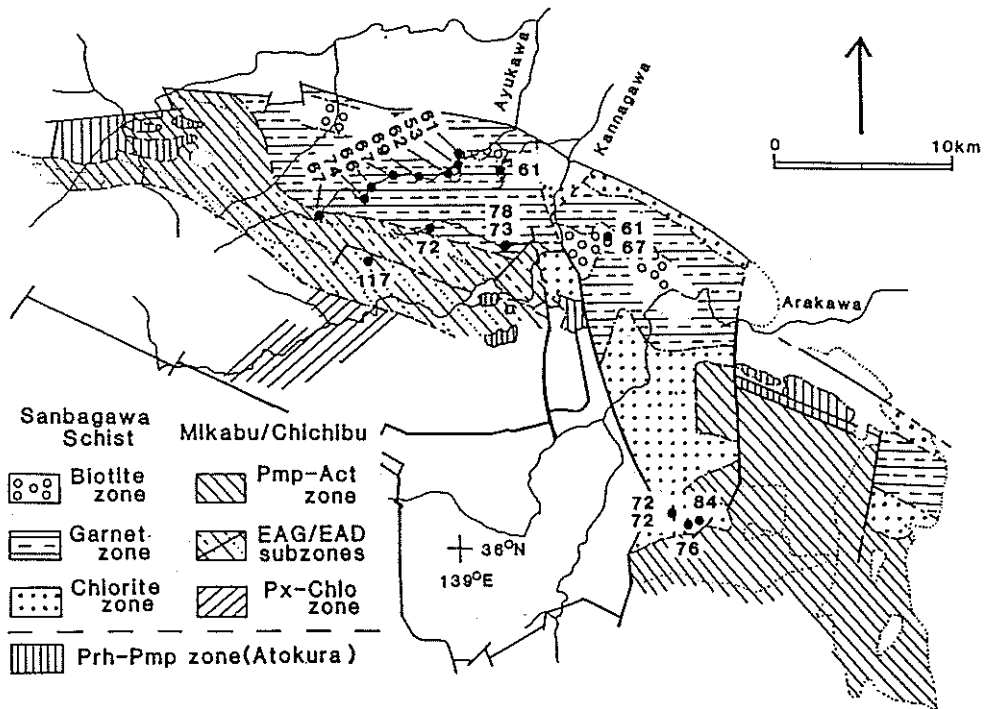 Ayukawa
Kannagawa
0 10km
61
53
62
69
67
74
66
67
61
78
73
72
61
67
117
Arakawa
Sanbagawa
Schist
Mikabu/Chichibu
Biotite
zone
Pmp-Act
zone
Garnet-
zone
EAG/EAD
subzones
Chlorite
zone
Px-Chlo
zone
Prh-Pmp zone(Atokura)
36°N
139°E
72
72
84
76